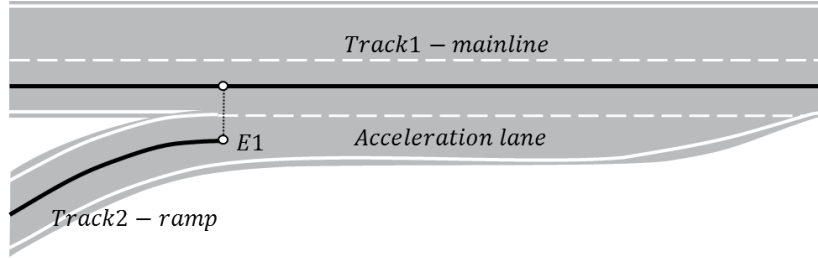 Track1 − mainline
E1
Acceleration lane
Track2 − ramp